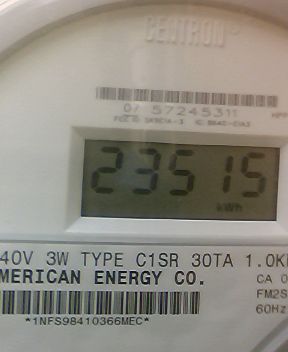 CENTRON®
07 57245311
23515
kWh
40V 3W TYPE C1SR 30TA 1.0K
MERICAN ENERGY CO.
CA 0
FM2S
60Hz
*1NFS98410366MEC*